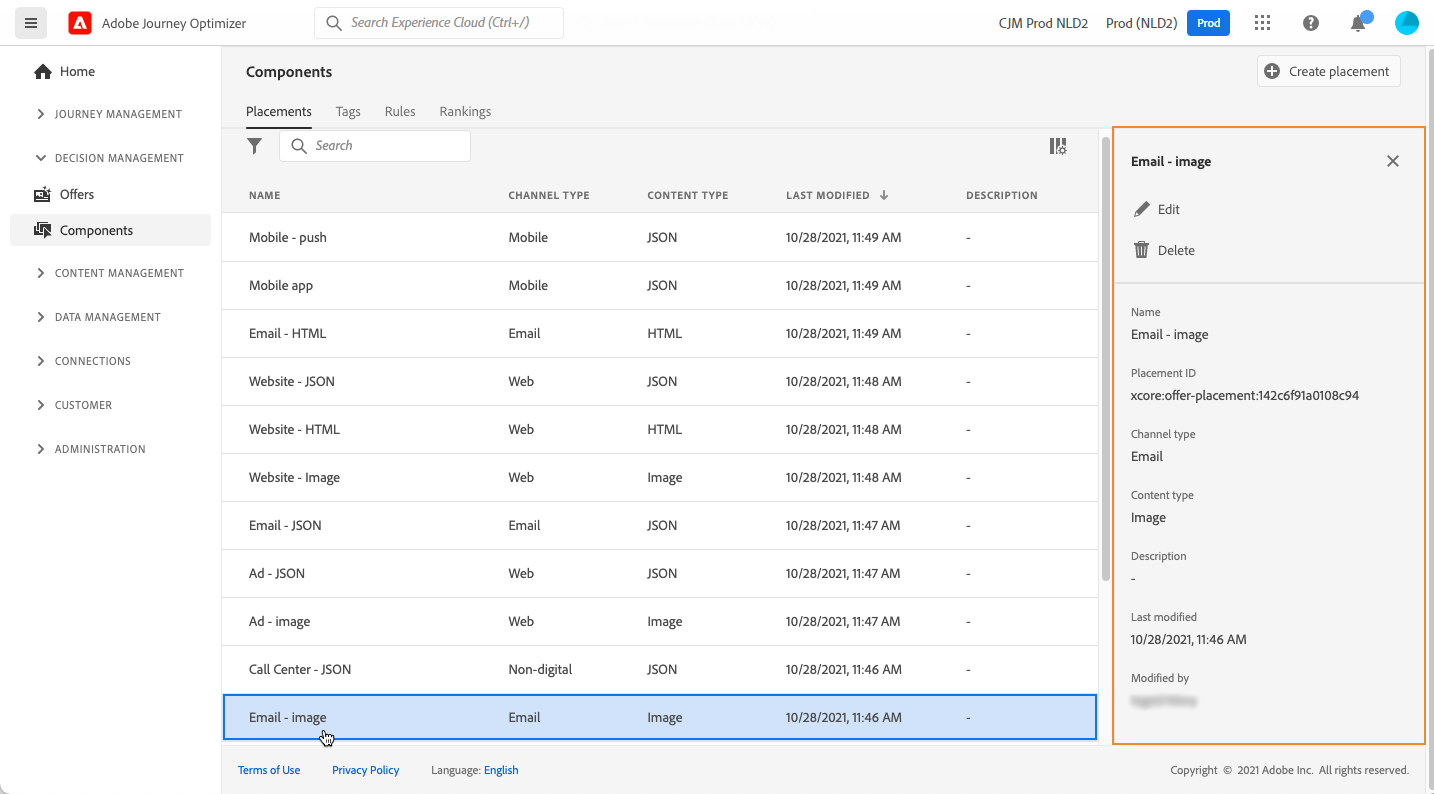 Adobe Journey Optimizer
Search Experience Cloud (Ctrl+/)
CJM Prod NLD2
Prod (NLD2)
Prod
Home
JOURNEY MANAGEMENT
DECISION MANAGEMENT
Offers
Components
CONTENT MANAGEMENT
DATA MANAGEMENT
CONNECTIONS
CUSTOMER
ADMINISTRATION
Components
Create placement
Placements Tags Rules Rankings
Search
NAME CHANNEL TYPE CONTENT TYPE LAST MODIFIED DESCRIPTION
Mobile - push Mobile JSON 10/28/2021, 11:49 AM -
Mobile app Mobile JSON 10/28/2021, 11:49 AM -
Email - HTML Email HTML 10/28/2021, 11:49 AM -
Website - JSON Web JSON 10/28/2021, 11:48 AM -
Website - HTML Web HTML 10/28/2021, 11:48 AM -
Website - Image Web Image 10/28/2021, 11:48 AM -
Email - JSON Email JSON 10/28/2021, 11:47 AM -
Ad - JSON Web JSON 10/28/2021, 11:47 AM -
Ad - image Web Image 10/28/2021, 11:47 AM -
Call Center - JSON Non-digital JSON 10/28/2021, 11:46 AM -
Email - image Email Image 10/28/2021, 11:46 AM -
Email - image
Edit
Delete
Name
Email - image
Placement ID
xcore:offer-placement:142c6f91a0108c94
Channel type
Email
Content type
Image
Description
-
Last modified
10/28/2021, 11:46 AM
Modified by
Terms of Use Privacy Policy Language: English
Copyright © 2021 Adobe Inc. All rights reserved.